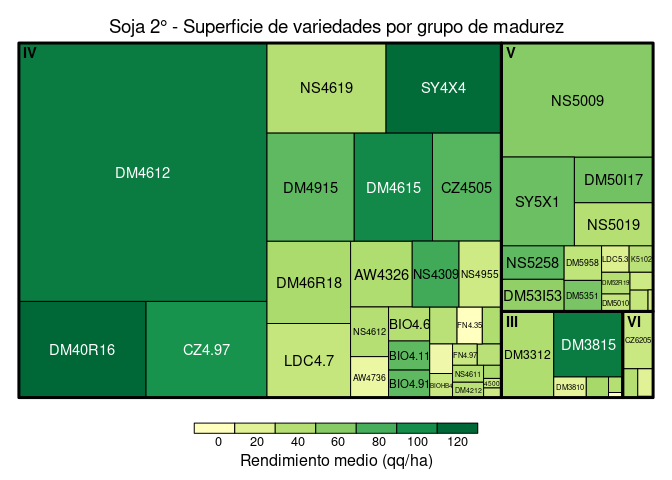 Soja 2° - Superficie de variedades por grupo de madurez
IV
DM4612
DM40R16
CZ4.97
NS4619
SY4X4
DM4915
DM4615
CZ4505
DM46R18
LDC4.7
AW4326
NS4309
NS4955
NS4612
AW4736
BIO4.6
BIO4.11
BIO4.91
FN4.35
FN4.97
BIOHB4
NS4611
DM4212
4500
V
NS5009
SY5X1
DM50I17
NS5019
NS5258
DM53I53
DM5958
DM5351
LDC5.3
K5102
DM52R19
DM5010
III
DM3312
DM3815
DM3810
VI
CZ6205
0 20 40 60 80 100 120
Rendimiento medio (qq/ha)